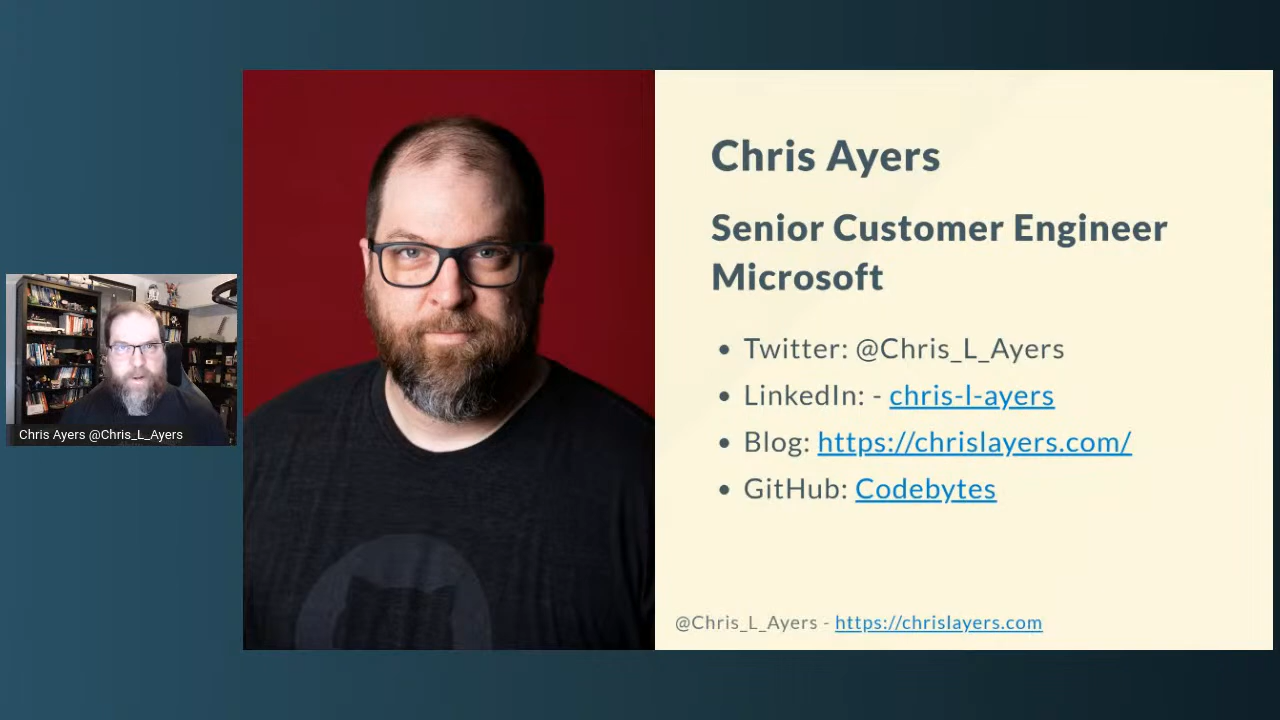 Chris Ayers
Senior Customer Engineer
Microsoft
• Twitter: @Chris_L_Ayers
• LinkedIn: - chris-l-ayers
• Blog: https://chrislayers.com/
• GitHub: Codebytes
Chris Ayers @Chris_L_Ayers
@Chris_L_Ayers - https://chrislayers.com